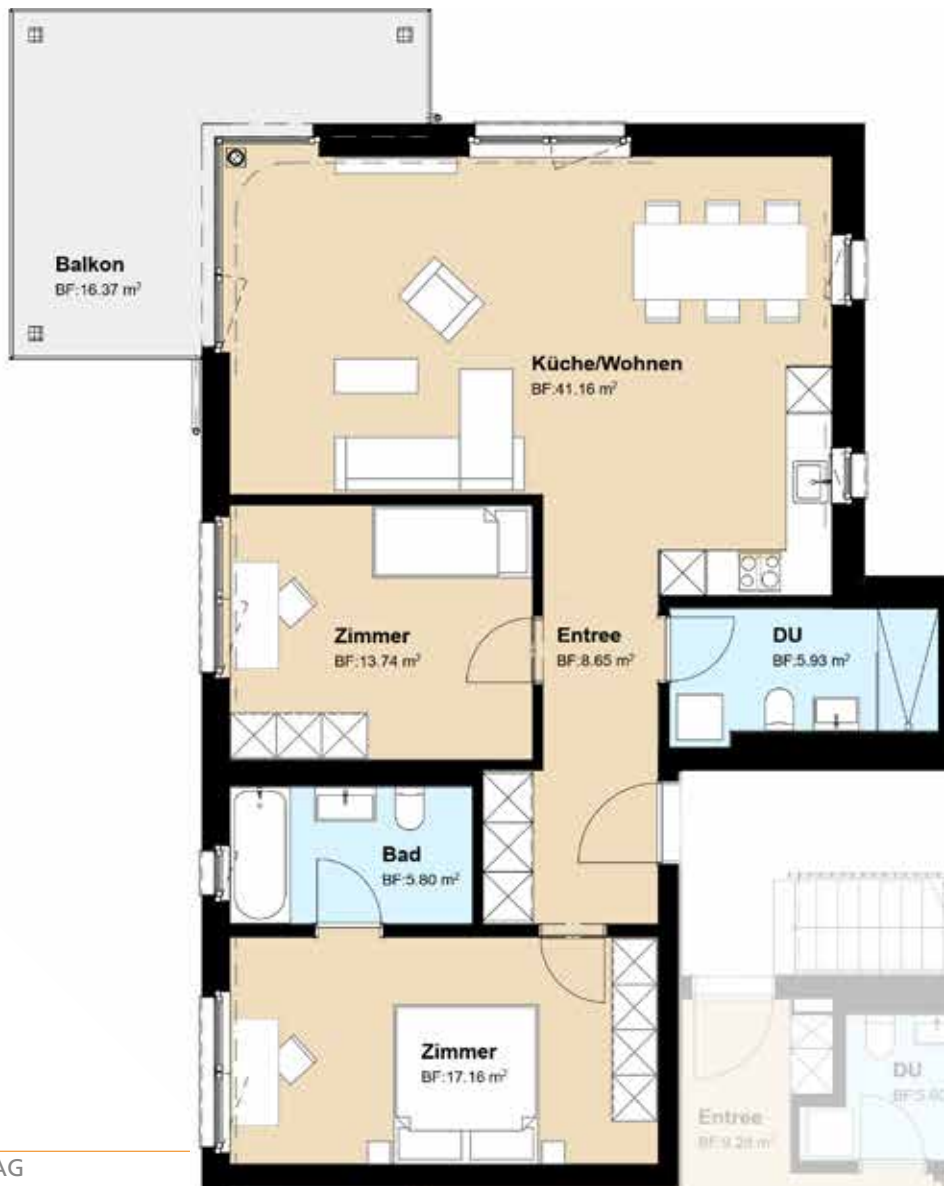 Balkon
BF:16.37 m²
Küche/Wohnen
BF:41.16 m²
Zimmer
BF:13.74 m²
Entree
BF:8.65 m²
DU
BF:5.93 m²
Bad
BF:5.80 m²
Zimmer
BF:17.16 m²
DU
Entree
BF:9.28 m²
AG